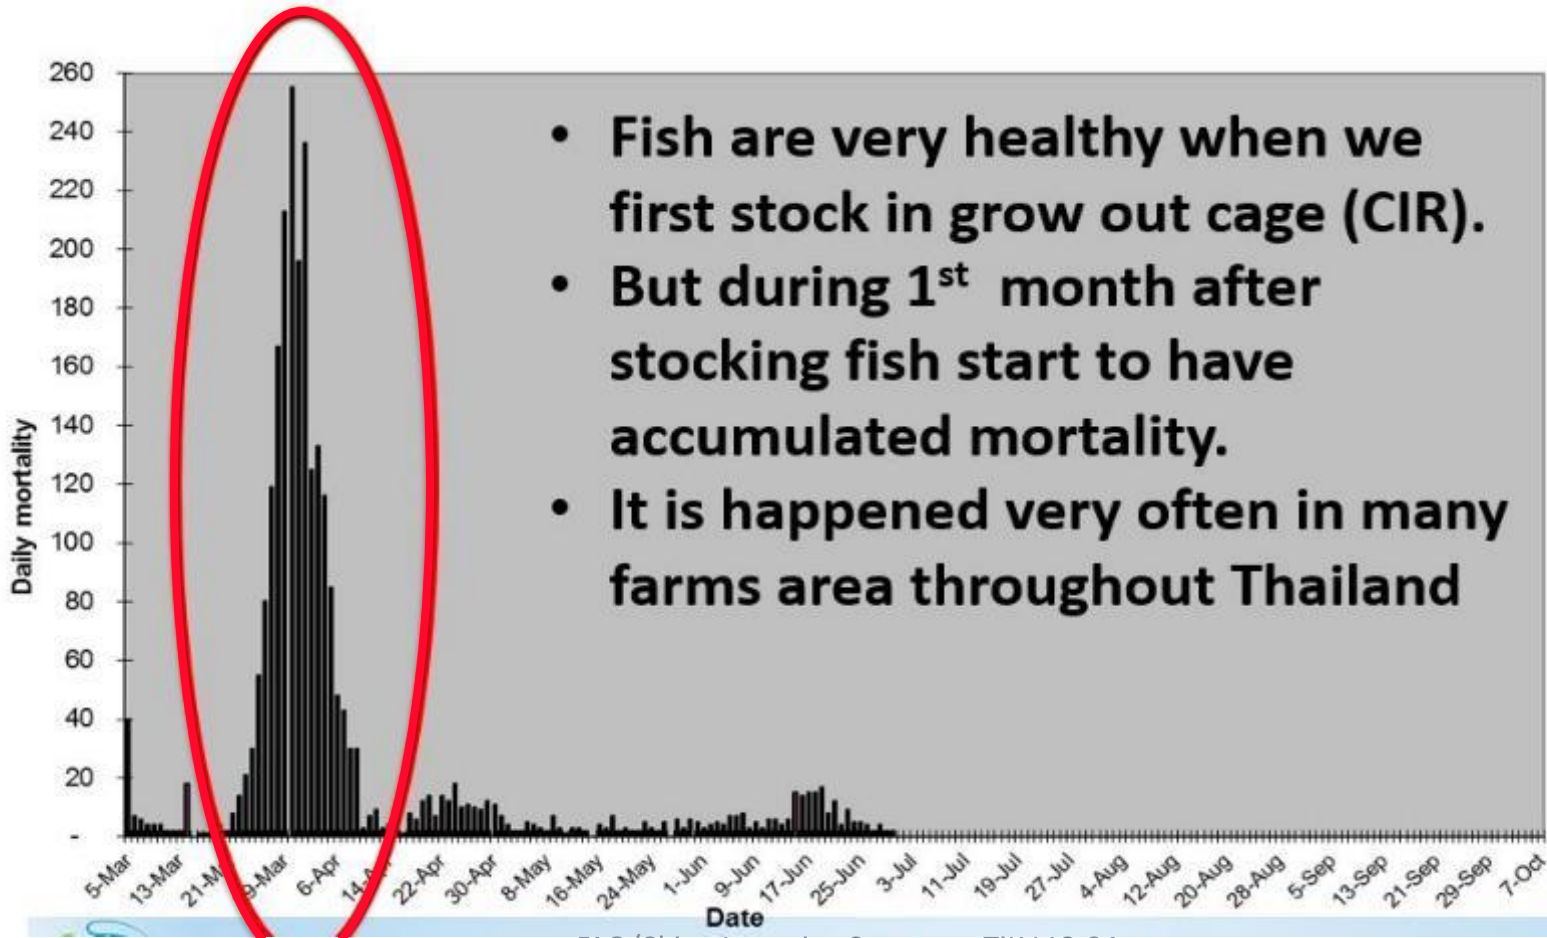 260
240
220
200
180
160
140
120
100
80
60
40
20
-
Daily mortality
• Fish are very healthy when we
first stock in grow out cage (CIR).
• But during 1st month after
stocking fish start to have
accumulated mortality.
• It is happened very often in many
farms area throughout Thailand
5-Mar 13-Mar 6-Apr 22-Apr 30-Apr 8-May 16-May 24-May 1-Jun 9-Jun 17-Jun 25-Jun 3-Jul 11-Jul 19-Jul 27-Jul 4-Aug 12-Aug 20-Aug 28-Aug 5-Sep 13-Sep 21-Sep 29-Sep 7-Oct
Date